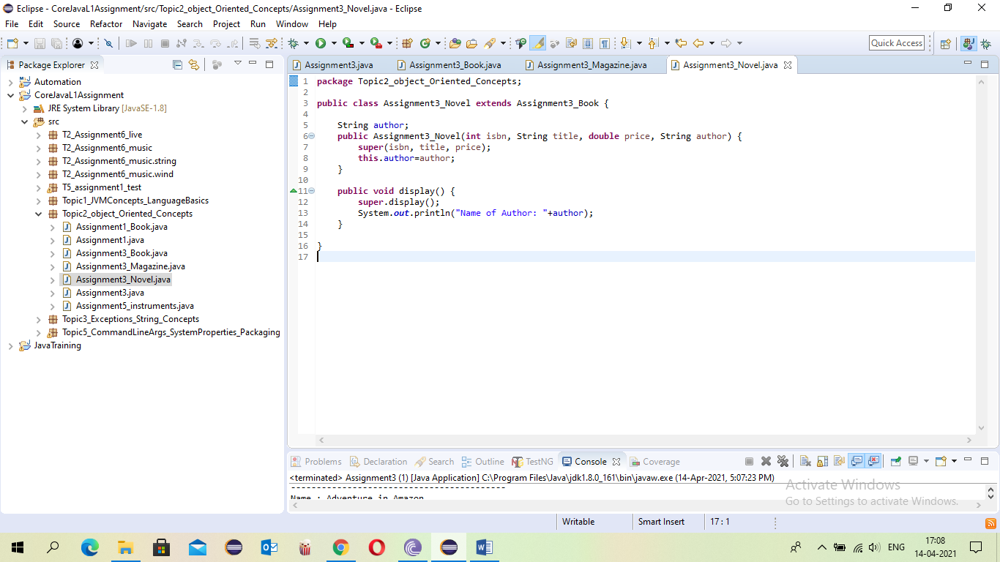 Eclipse - CoreJavaL1Assignment/src/Topic2_object_Oriented_Concepts/Assignment3_Novel.java - Eclipse
File Edit Source Refactor Navigate Search Project Run Window Help
Quick Access
Package Explorer
Automation
CoreJavaL1Assignment
JRE System Library [JavaSE-1.8]
src
T2_Assignment6_live
T2_Assignment6_music
T2_Assignment6_music.string
T2_Assignment6_music.wind
T5_assignment1_test
Topic1_JVMConcepts_LanguageBasics
Topic2_object_Oriented_Concepts
Assignment1_Book.java
Assignment1.java
Assignment3_Book.java
Assignment3_Magazine.java
Assignment3_Novel.java
Assignment3.java
Assignment5_instruments.java
Topic3_Exceptions_String_Concepts
Topic5_CommandLineArgs_SystemProperties_Packaging
JavaTraining
Assignment3.java Assignment3_Book.java Assignment3_Magazine.java Assignment3_Novel.java
1 package Topic2_object_Oriented_Concepts;
2
3 public class Assignment3_Novel extends Assignment3_Book {
4
5 String author;
6 public Assignment3_Novel(int isbn, String title, double price, String author) {
7 super(isbn, title, price);
8 this.author=author;
9 }
10
11 public void display() {
12 super.display();
13 System.out.println("Name of Author: "+author);
14 }
15
16 }
17
Problems Declaration Search Outline TestNG Console Coverage
<terminated> Assignment3 (1) [Java Application] C:\Program Files\Java\jdk1.8.0_161\bin\javaw.exe (14-Apr-2021, 5:07:23 PM)
------------------------------------------
Name : Adventure in Amazon
Activate Windows
Go to Settings to activate Windows.
Writable Smart Insert 17 : 1
ENG
17:08
14-04-2021